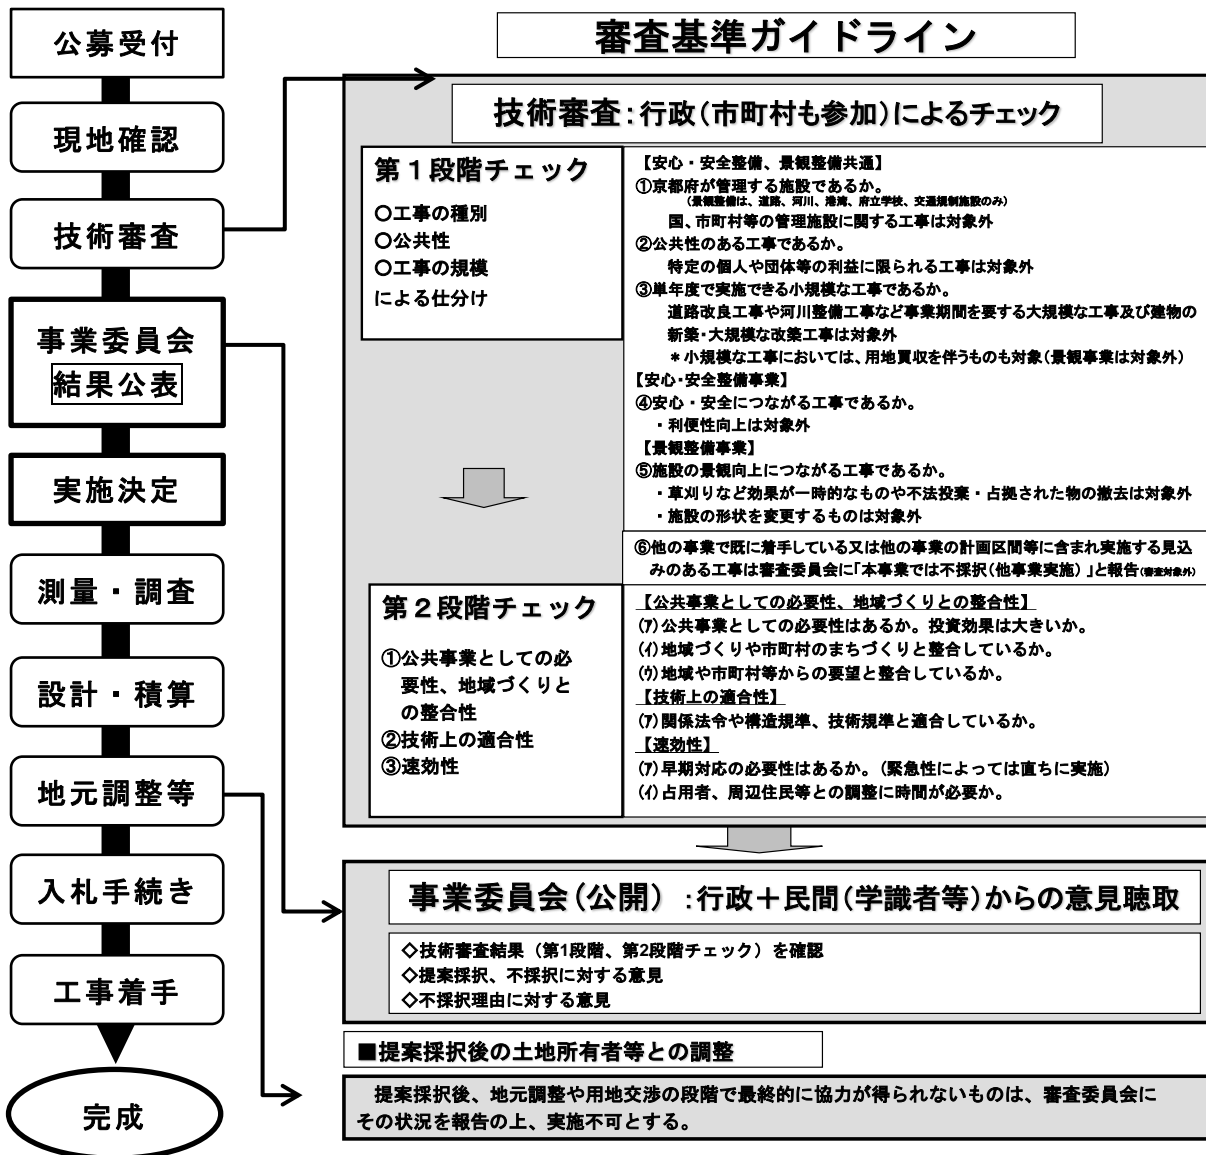 公募受付
現地確認
技術審査
事業委員会
結果公表
実施決定
測量・調査
設計・積算
地元調整等
入札手続き
工事着手
完成
審査基準ガイドライン
技術審査：行政（市町村も参加）によるチェック
第１段階チェック
○工事の種別
○公共性
○工事の規模
による仕分け
【安心・安全整備、景観整備共通】
①京都府が管理する施設であるか。
（景観整備は、道路、河川、港湾、府立学校、交通規制施設のみ）
国、市町村等の管理施設に関する工事は対象外
②公共性のある工事であるか。
特定の個人や団体等の利益に限られる工事は対象外
③単年度で実施できる小規模な工事であるか。
道路改良工事や河川整備工事など事業期間を要する大規模な工事及び建物の
新築・大規模な改築工事は対象外
＊小規模な工事においては、用地買収を伴うものも対象（景観事業は対象外）
【安心・安全整備事業】
④安心・安全につながる工事であるか。
・利便性向上は対象外
【景観整備事業】
⑤施設の景観向上につながる工事であるか。
・草刈りなど効果が一時的なものや不法投棄・占拠された物の撤去は対象外
・施設の形状を変更するものは対象外
⑥他の事業で既に着手している又は他の事業の計画区間等に含まれ実施する見込
みのある工事は審査委員会に「本事業では不採択（他事業実施）」と報告（審査対象外）
第２段階チェック
①公共事業としての必
要性、地域づくりと
の整合性
②技術上の適合性
③速効性
【公共事業としての必要性、地域づくりとの整合性】
(ｱ)公共事業としての必要性はあるか。投資効果は大きいか。
(ｲ)地域づくりや市町村のまちづくりと整合しているか。
(ｳ)地域や市町村等からの要望と整合しているか。
【技術上の適合性】
(ｱ)関係法令や構造規準、技術規準と適合しているか。
【速効性】
(ｱ)早期対応の必要性はあるか。（緊急性によっては直ちに実施）
(ｲ)占用者、周辺住民等との調整に時間が必要か。
事業委員会（公開）：行政＋民間（学識者等）からの意見聴取
◇技術審査結果（第1段階、第2段階チェック）を確認
◇提案採択、不採択に対する意見
◇不採択理由に対する意見
■提案採択後の土地所有者等との調整
提案採択後、地元調整や用地交渉の段階で最終的に協力が得られないものは、審査委員会に
その状況を報告の上、実施不可とする。